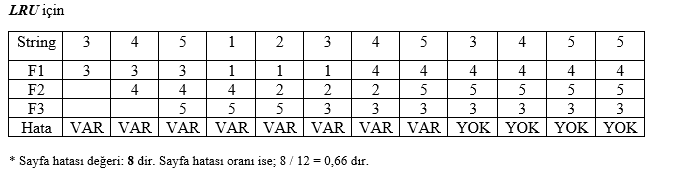 LRU için
String 3 4 5 1 2 3 4 5 3 4 5 5
F1 3 3 3 1 1 1 4 4 4 4 4 4
F2 4 4 4 2 2 2 5 5 5 5 5
F3 5 5 5 3 3 3 3 3 3 3
Hata VAR VAR VAR VAR VAR VAR VAR VAR YOK YOK YOK YOK
* Sayfa hatası değeri: 8 dir. Sayfa hatası oranı ise; 8 / 12 = 0,66 dır.